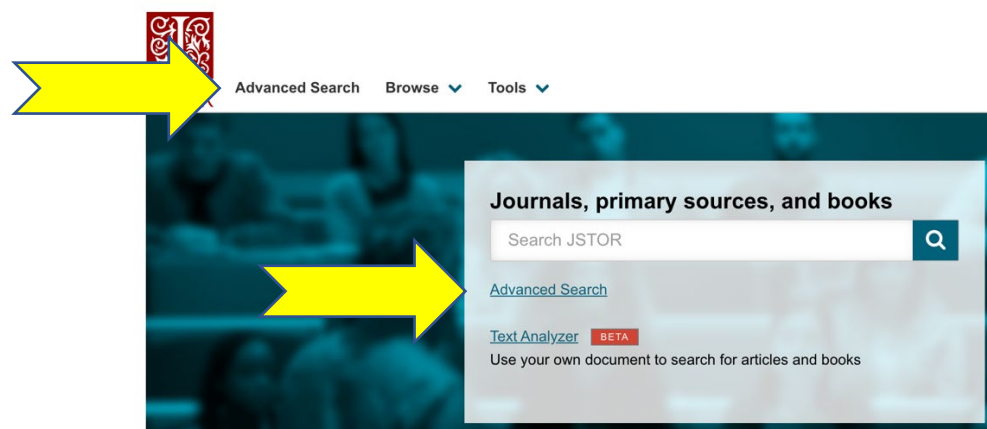 Advanced Search Browse Tools
Journals, primary sources, and books
Search JSTOR
Advanced Search
Text Analyzer BETA
Use your own document to search for articles and books